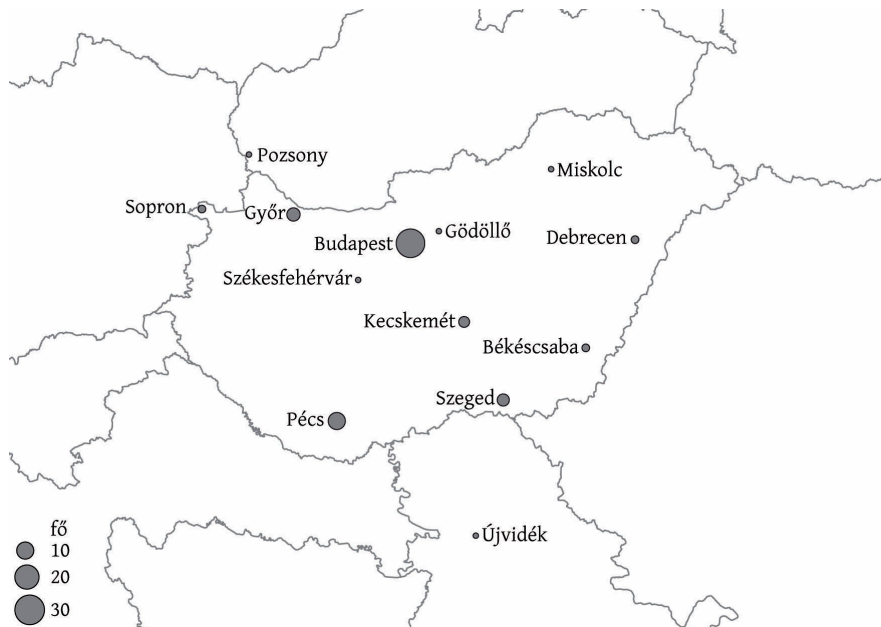 Pozsony
Miskolc
Sopron
Győr
Gödöllő
Budapest
Debrecen
Székesfehérvár
Kecskemét
Békéscsaba
Szeged
Pécs
Újvidék
fő
10
20
30